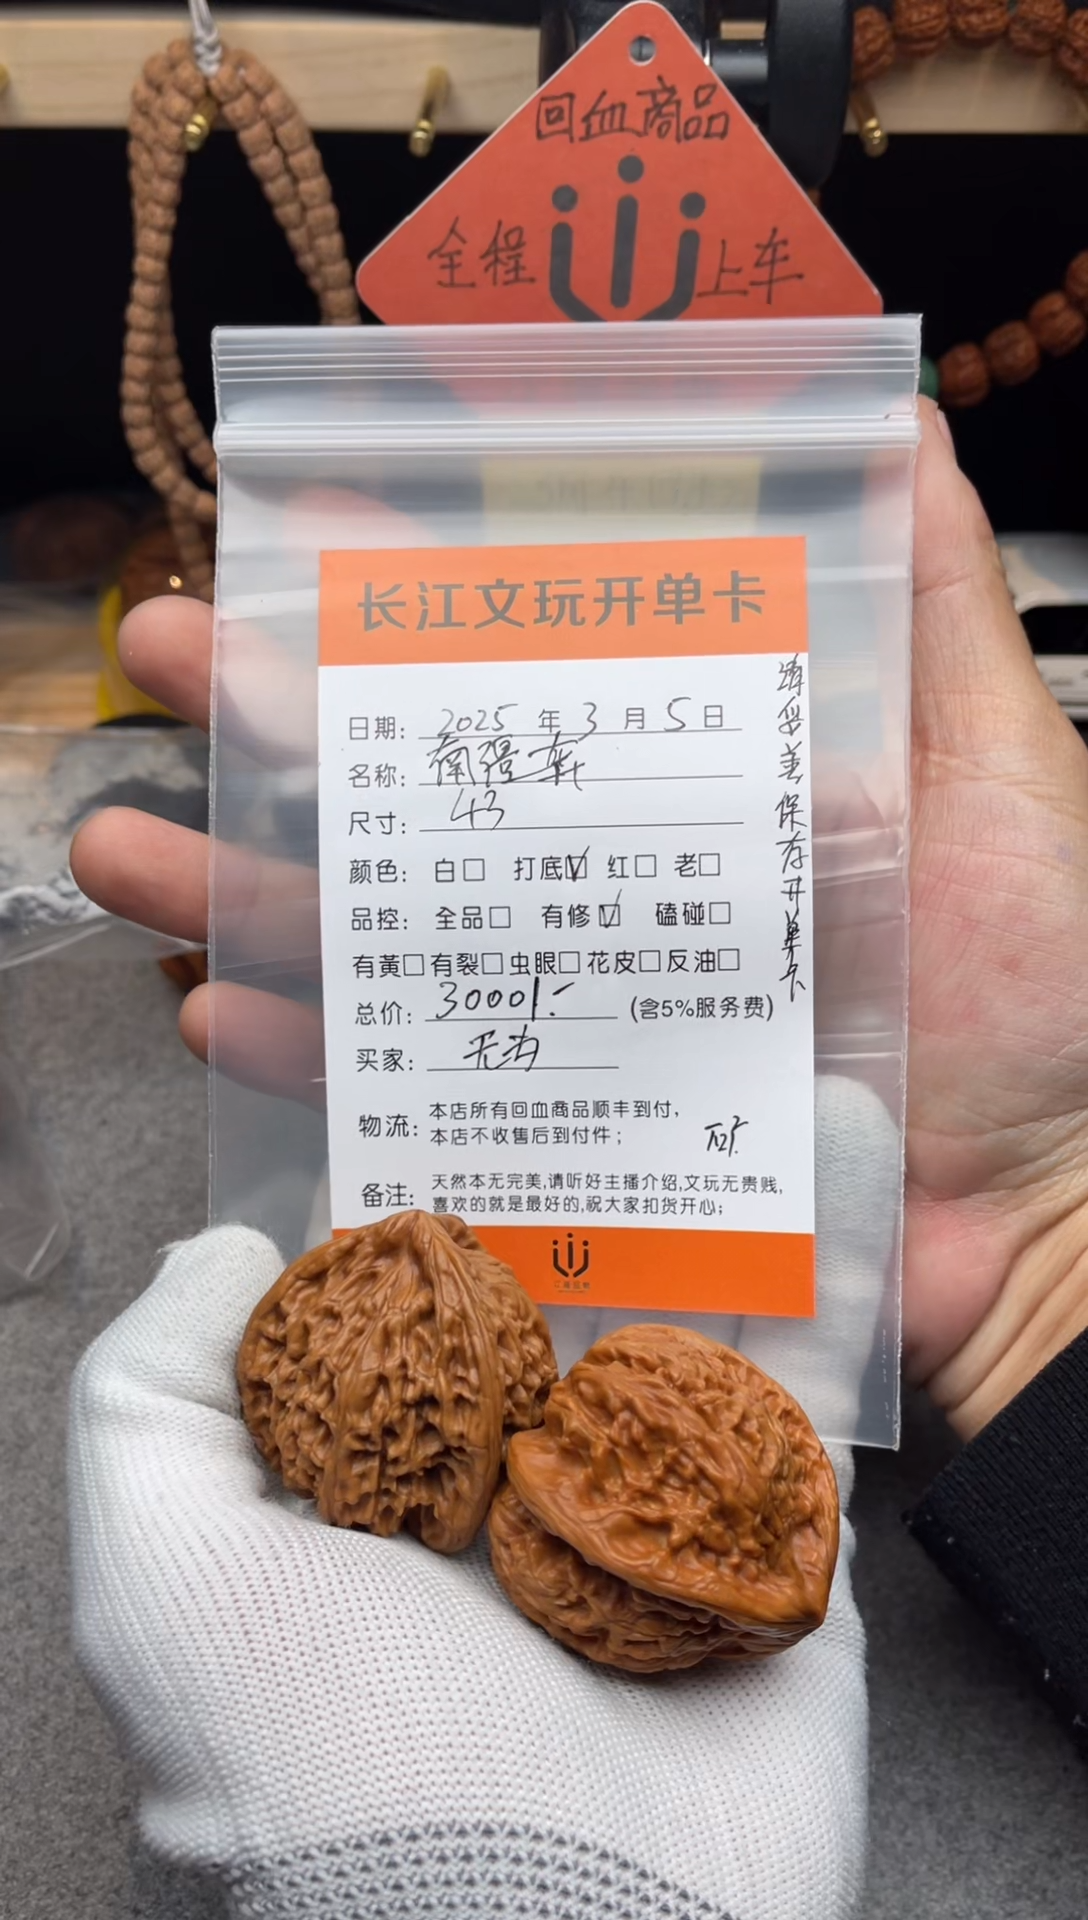 回血商品
全程 上车
长江文玩开单卡
日期: 2025 年 3 月 5 日
名称: 南疆
尺寸: 43
颜色: 白□ 打底☑ 红□ 老□
品控: 全品□ 有修☑ 磕碰□
有黄□有裂□虫眼□花皮□反油□
总价: 3000/- (含5%服务费)
买家: 无为
物流: 本店所有回血商品顺丰到付,
本店不收售后到付件;
备注: 天然本无完美,请听好主播介绍,文玩无贵贱,
喜欢的就是最好的,祝大家扣货开心;
请妥善保存开单卡